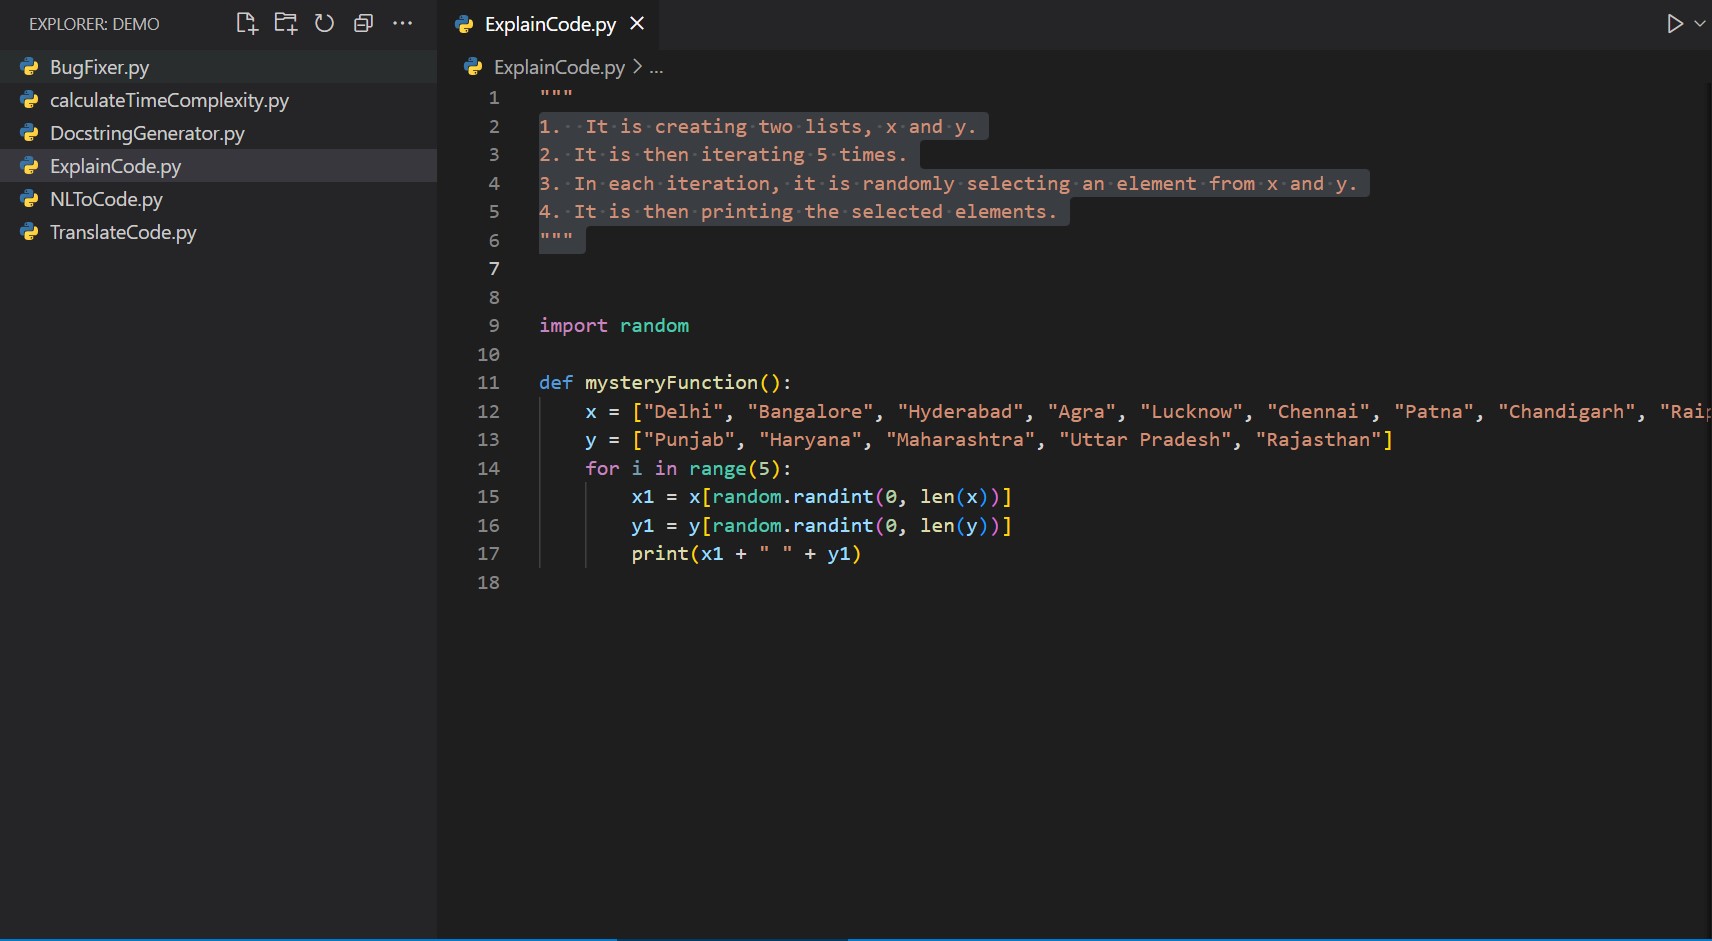 EXPLORER: DEMO
BugFixer.py
calculateTimeComplexity.py
DocstringGenerator.py
ExplainCode.py
NLToCode.py
TranslateCode.py
ExplainCode.py
ExplainCode.py > ...
1 """
2 1.  It is creating two lists, x and y.
3 2. It is then iterating 5 times.
4 3. In each iteration, it is randomly selecting an element from x and y.
5 4. It is then printing the selected elements.
6 """
7
8
9 import random
10
11 def mysteryFunction():
12     x = ["Delhi", "Bangalore", "Hyderabad", "Agra", "Lucknow", "Chennai", "Patna", "Chandigarh", "Rai
13     y = ["Punjab", "Haryana", "Maharashtra", "Uttar Pradesh", "Rajasthan"]
14     for i in range(5):
15         x1 = x[random.randint(0, len(x))]
16         y1 = y[random.randint(0, len(y))]
17         print(x1 + " " + y1)
18